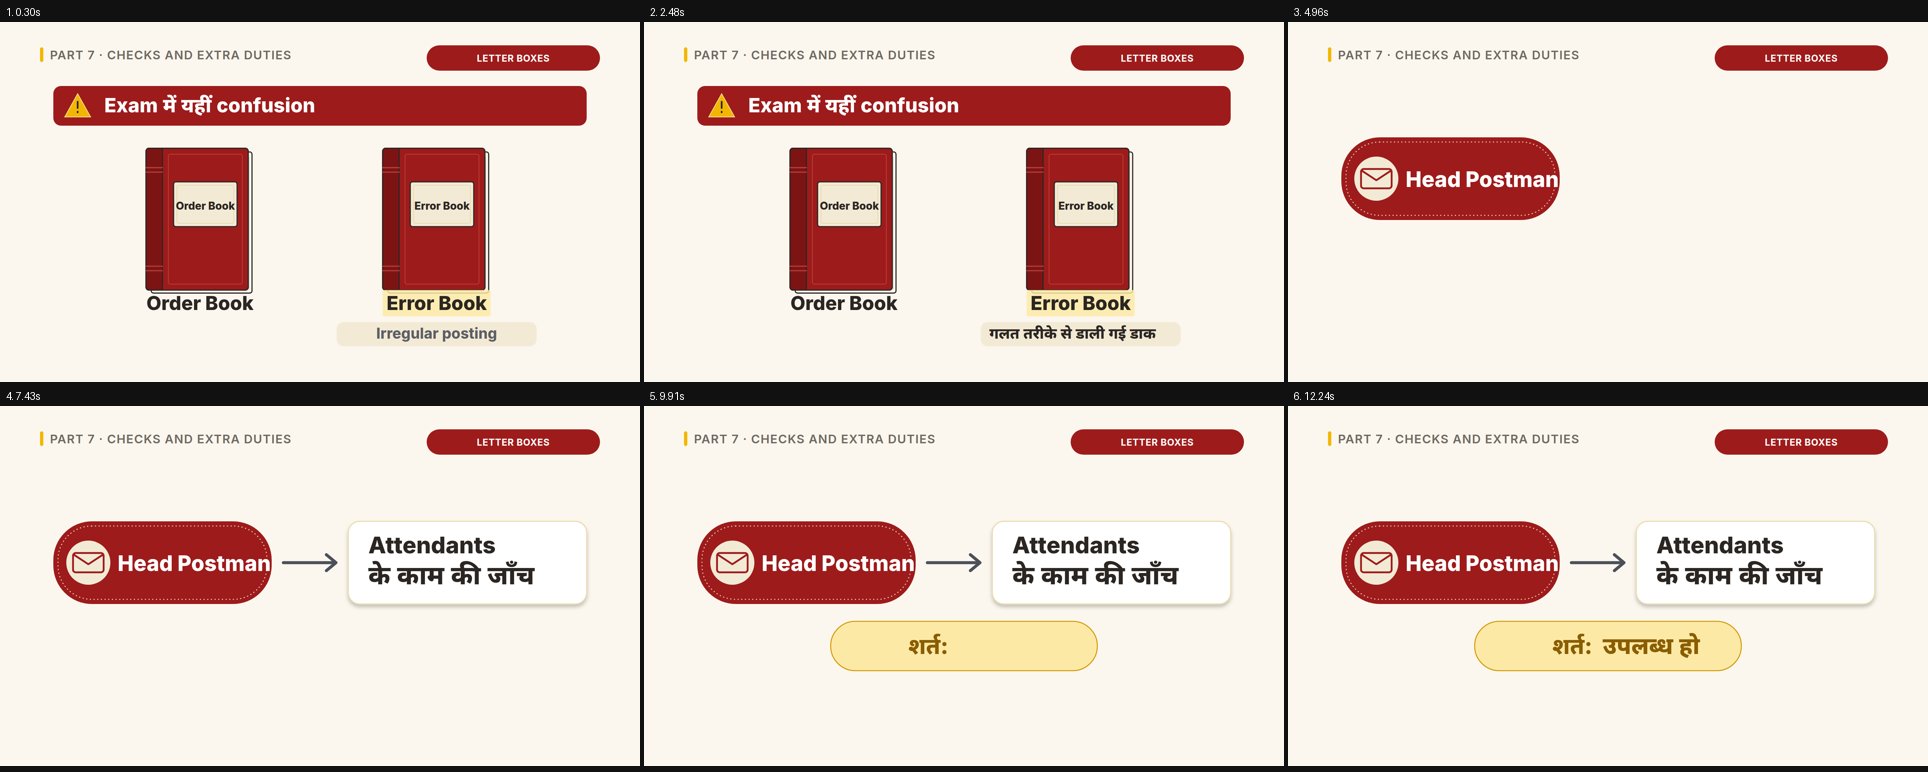 1. 0.30s
PART 7 · CHECKS AND EXTRA DUTIES
LETTER BOXES
Exam में यहीं confusion
Order Book
Error Book
Order Book
Error Book
Irregular posting
2. 2.48s
PART 7 · CHECKS AND EXTRA DUTIES
LETTER BOXES
Exam में यहीं confusion
Order Book
Error Book
Order Book
Error Book
गलत तरीके से डाली गई डाक
3. 4.96s
PART 7 · CHECKS AND EXTRA DUTIES
LETTER BOXES
Head Postman
4. 7.43s
PART 7 · CHECKS AND EXTRA DUTIES
LETTER BOXES
Head Postman
Attendants
के काम की जाँच
5. 9.91s
PART 7 · CHECKS AND EXTRA DUTIES
LETTER BOXES
Head Postman
Attendants
के काम की जाँच
शर्त:
6. 12.24s
PART 7 · CHECKS AND EXTRA DUTIES
LETTER BOXES
Head Postman
Attendants
के काम की जाँच
शर्त: उपलब्ध हो